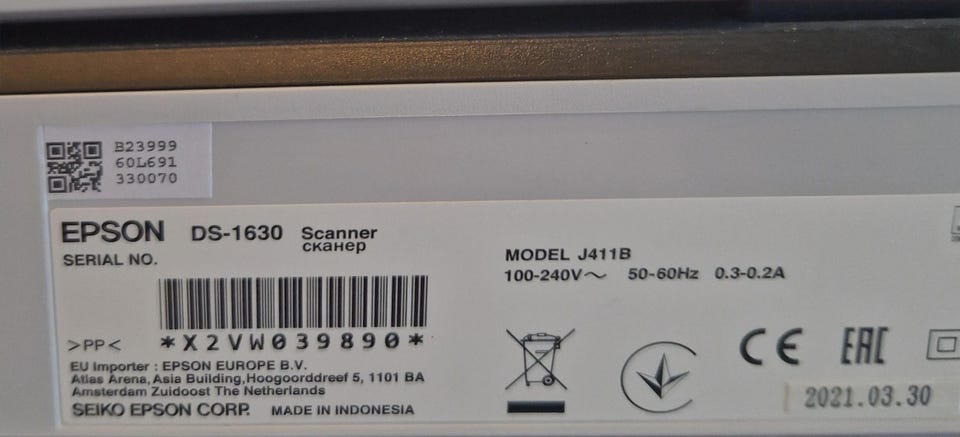 B23999
60L691
330070
EPSON DS-1630 Scanner
сканер
SERIAL NO.
MODEL J411B
100-240V～ 50-60Hz 0.3-0.2A
*X2VW039890*
>PP<
EU Importer : EPSON EUROPE B.V.
Atlas Arena, Asia Building, Hoogoorddreef 5, 1101 BA
Amsterdam Zuidoost The Netherlands
SEIKO EPSON CORP. MADE IN INDONESIA
CE EAC
2021.03.30